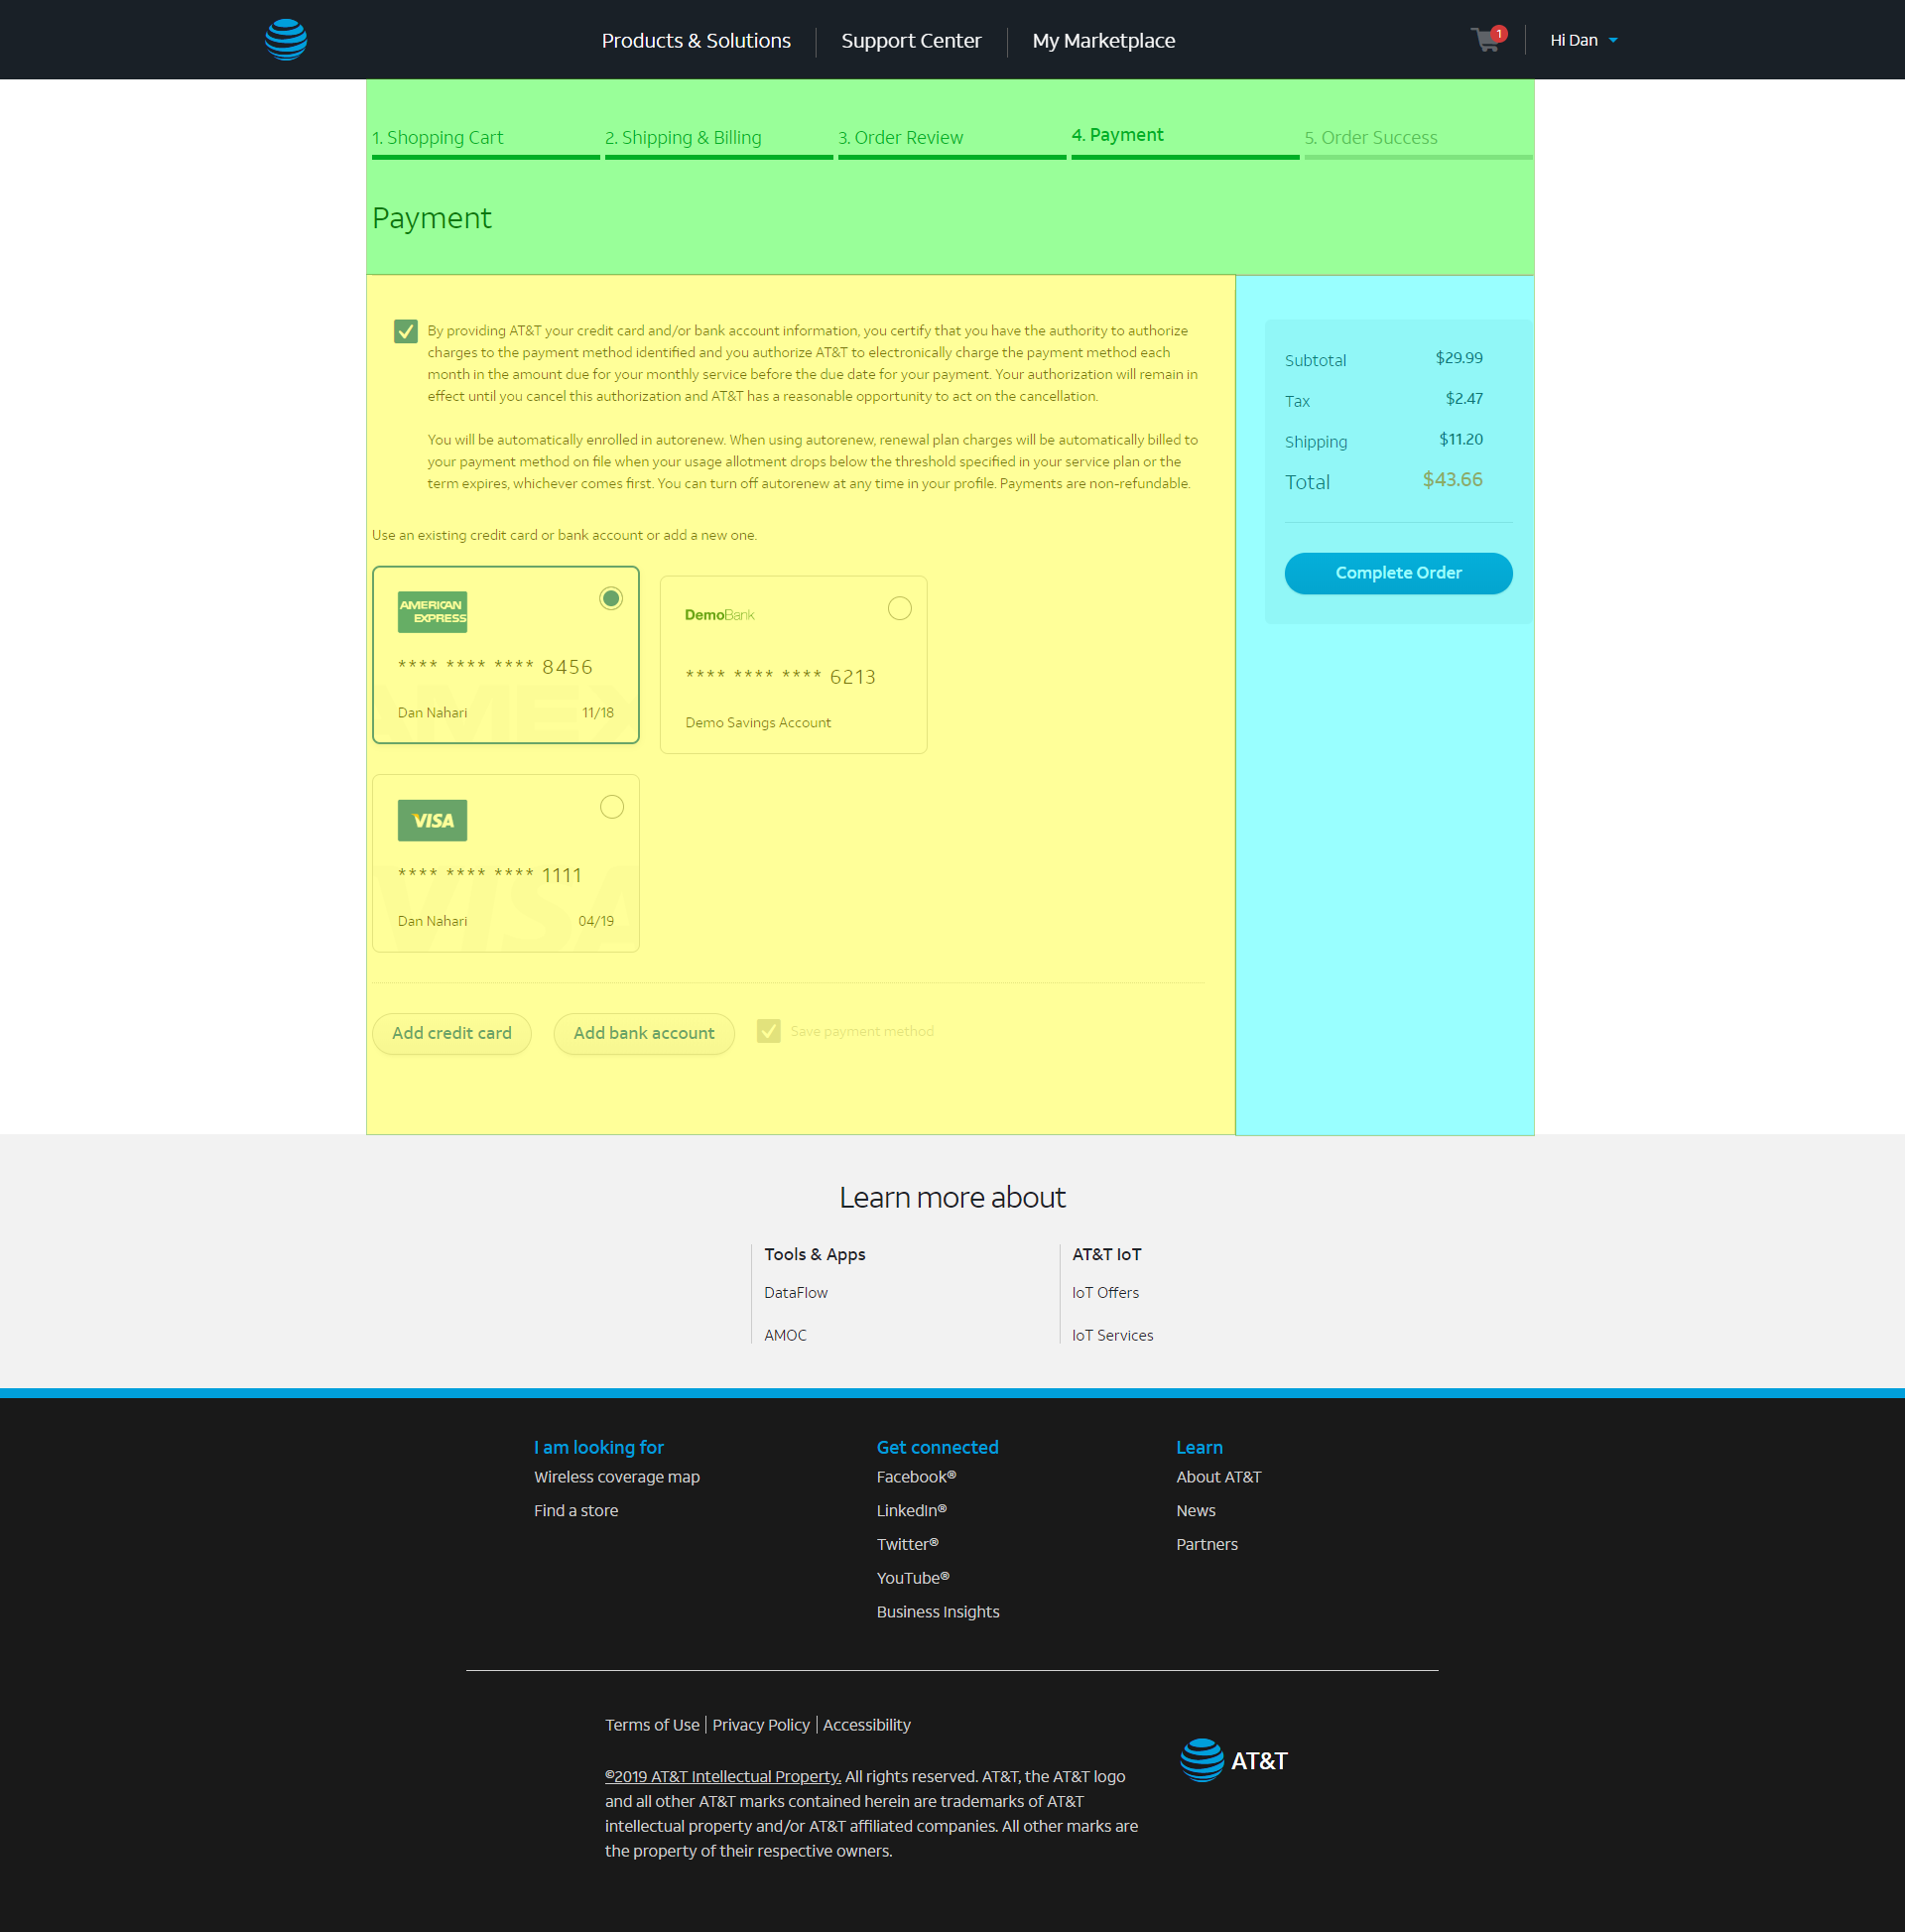 Products & Solutions
Support Center
My Marketplace
1
Hi Dan
1. Shopping Cart
2. Shipping & Billing
3. Order Review
4. Payment
5. Order Success
Payment
By providing AT&T your credit card and/or bank account information, you certify that you have the authority to authorize
charges to the payment method identified and you authorize AT&T to electronically charge the payment method each
month in the amount due for your monthly service before the due date for your payment. Your authorization will remain in
effect until you cancel this authorization and AT&T has a reasonable opportunity to act on the cancellation.
You will be automatically enrolled in autorenew. When using autorenew, renewal plan charges will be automatically billed to
your payment method on file when your usage allotment drops below the threshold specified in your service plan or the
term expires, whichever comes first. You can turn off autorenew at any time in your profile. Payments are non-refundable.
Use an existing credit card or bank account or add a new one.
AMERICAN
EXPRESS
**** **** **** 8456
Dan Nahari 11/18
AMEX
DemoBank
**** **** **** 6213
Demo Savings Account
VISA
**** **** **** 1111
Dan Nahari 04/19
VISA
Add credit card
Add bank account
Save payment method
Subtotal $29.99
Tax $2.47
Shipping $11.20
Total $43.66
Complete Order
Learn more about
Tools & Apps
DataFlow
AMOC
AT&T IoT
IoT Offers
IoT Services
I am looking for
Wireless coverage map
Find a store
Get connected
Facebook®
LinkedIn®
Twitter®
YouTube®
Business Insights
Learn
About AT&T
News
Partners
Terms of Use | Privacy Policy | Accessibility
©2019 AT&T Intellectual Property. All rights reserved. AT&T, the AT&T logo
and all other AT&T marks contained herein are trademarks of AT&T
intellectual property and/or AT&T affiliated companies. All other marks are
the property of their respective owners.
AT&T